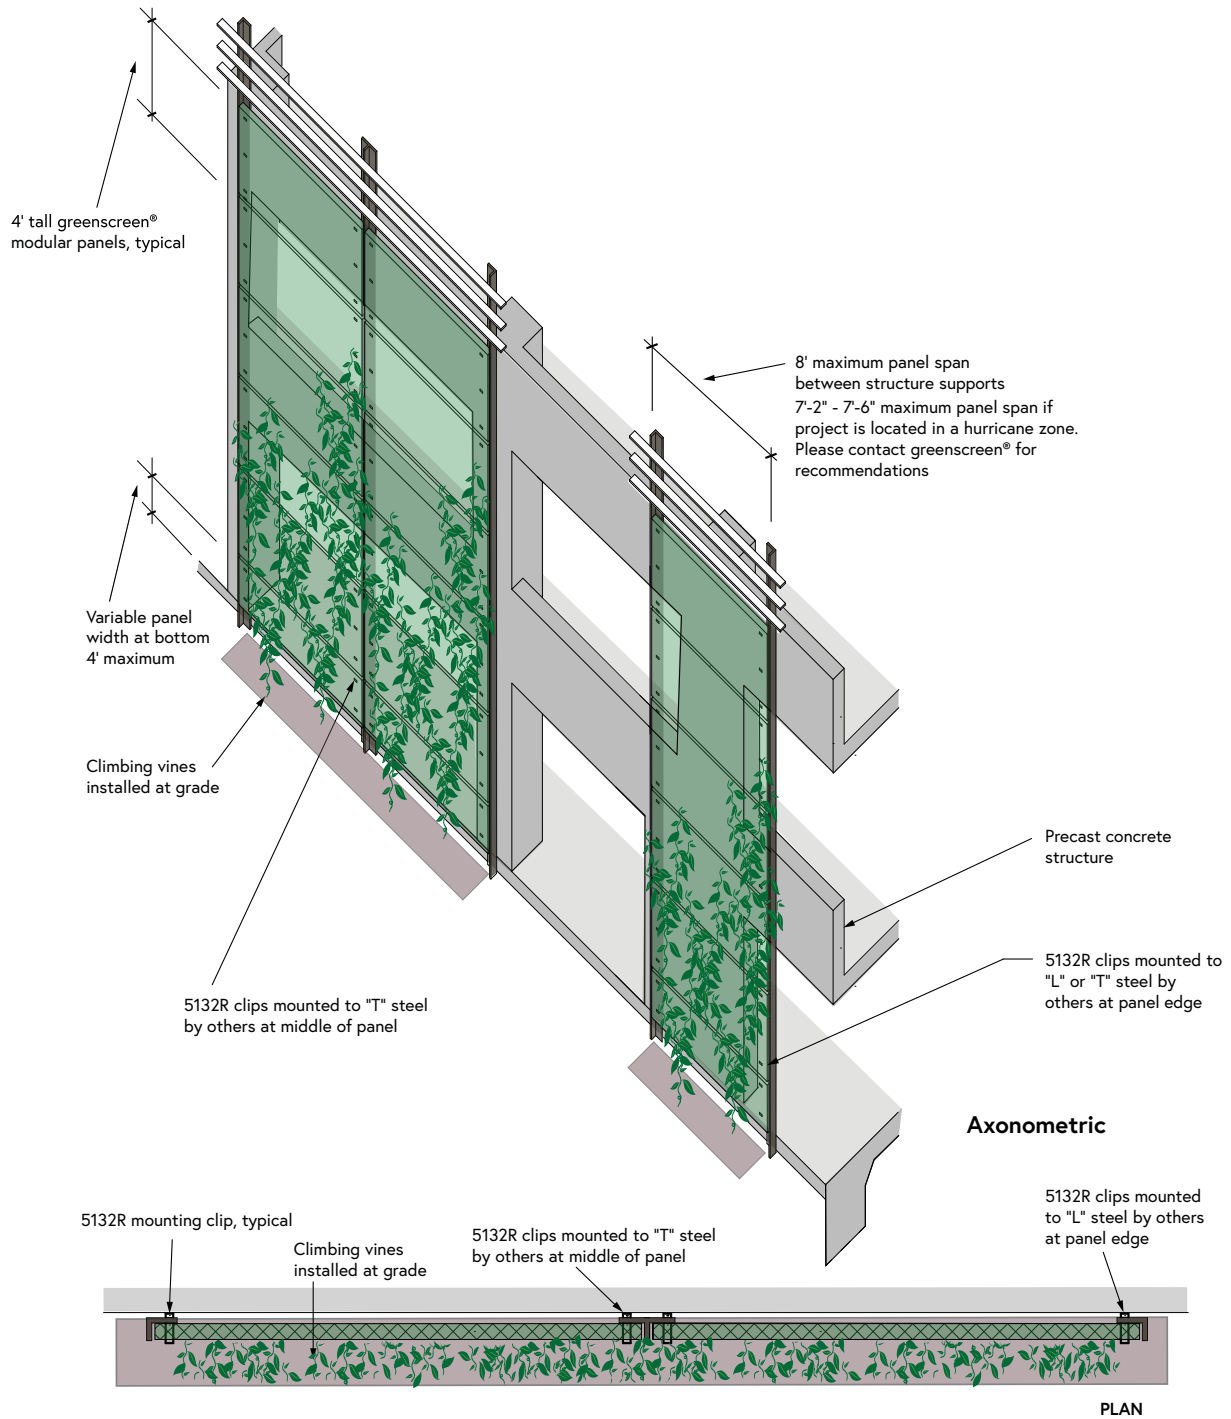 4' tall greenscreen®
modular panels, typical
8' maximum panel span
between structure supports
7'-2" - 7'-6" maximum panel span if
project is located in a hurricane zone.
Please contact greenscreen® for
recommendations
Variable panel
width at bottom
4' maximum
Climbing vines
installed at grade
Precast concrete
structure
5132R clips mounted to
"L" or "T" steel by
others at panel edge
5132R clips mounted to "T" steel
by others at middle of panel
Axonometric
5132R mounting clip, typical
Climbing vines
installed at grade
5132R clips mounted to "T" steel
by others at middle of panel
5132R clips mounted
to "L" steel by others
at panel edge
PLAN